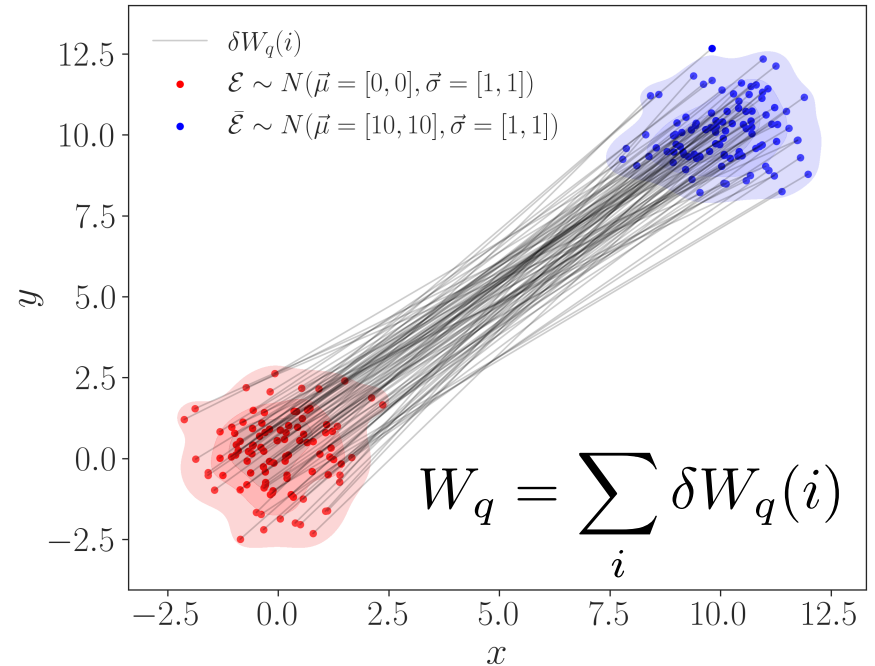 δW_q(i)
ℰ ∼ N(μ⃗ = [0, 0], σ⃗ = [1, 1])
ℰ̄ ∼ N(μ⃗ = [10, 10], σ⃗ = [1, 1])
12.5
10.0
7.5
5.0
2.5
0.0
−2.5
y
W_q = ∑_i δW_q(i)
−2.5 0.0 2.5 5.0 7.5 10.0 12.5
x